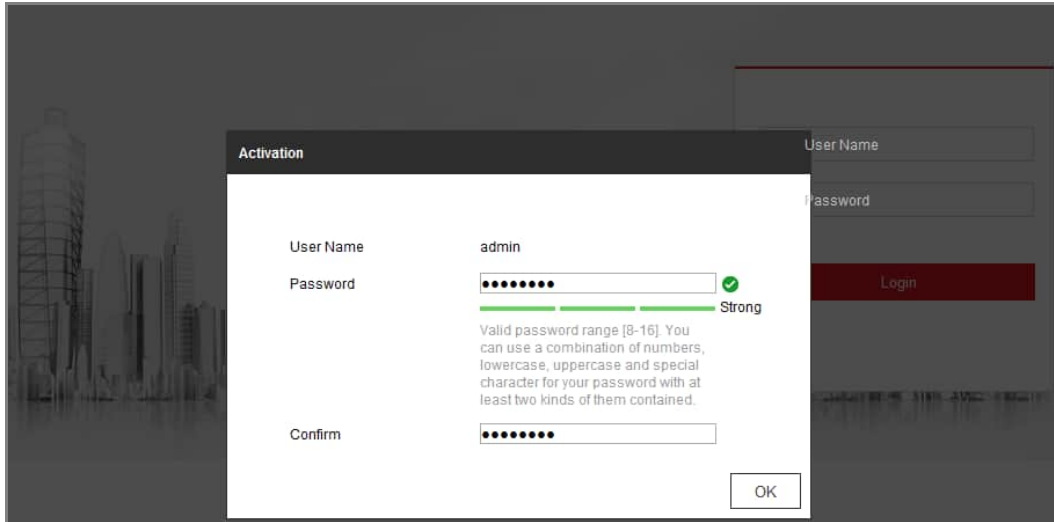 Activation
User Name
Password
Login
User Name admin
Password ●●●●●●●●
Strong
Valid password range [8-16]. You
can use a combination of numbers,
lowercase, uppercase and special
character for your password with at
least two kinds of them contained.
Confirm ●●●●●●●●
OK